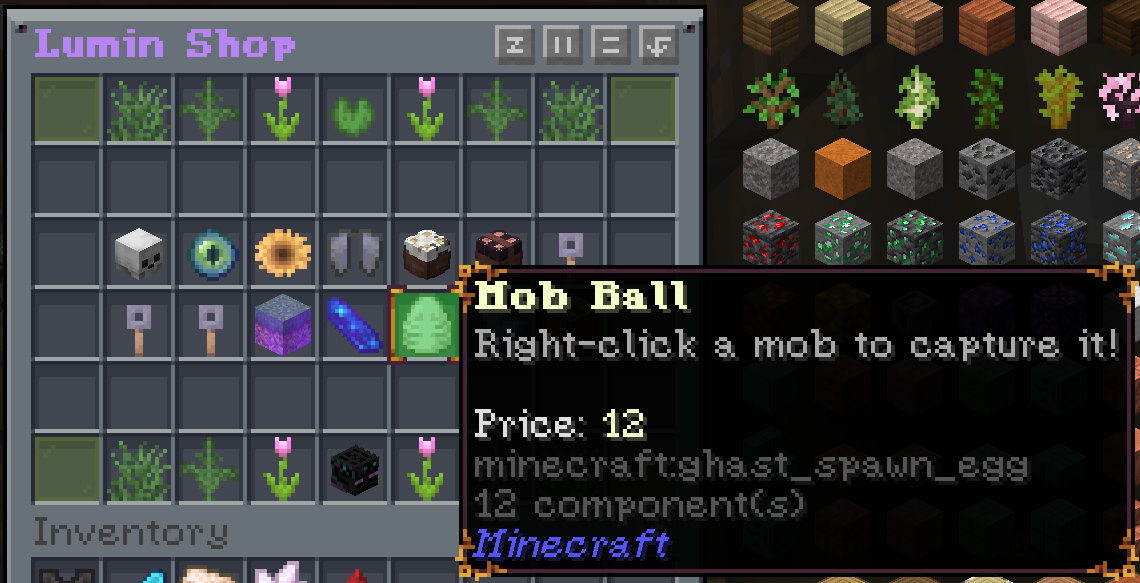 Lumin Shop
Mob Ball
Right-click a mob to capture it!
Price: 12
minecraft:ghast_spawn_egg
12 component(s)
Minecraft
Inventory